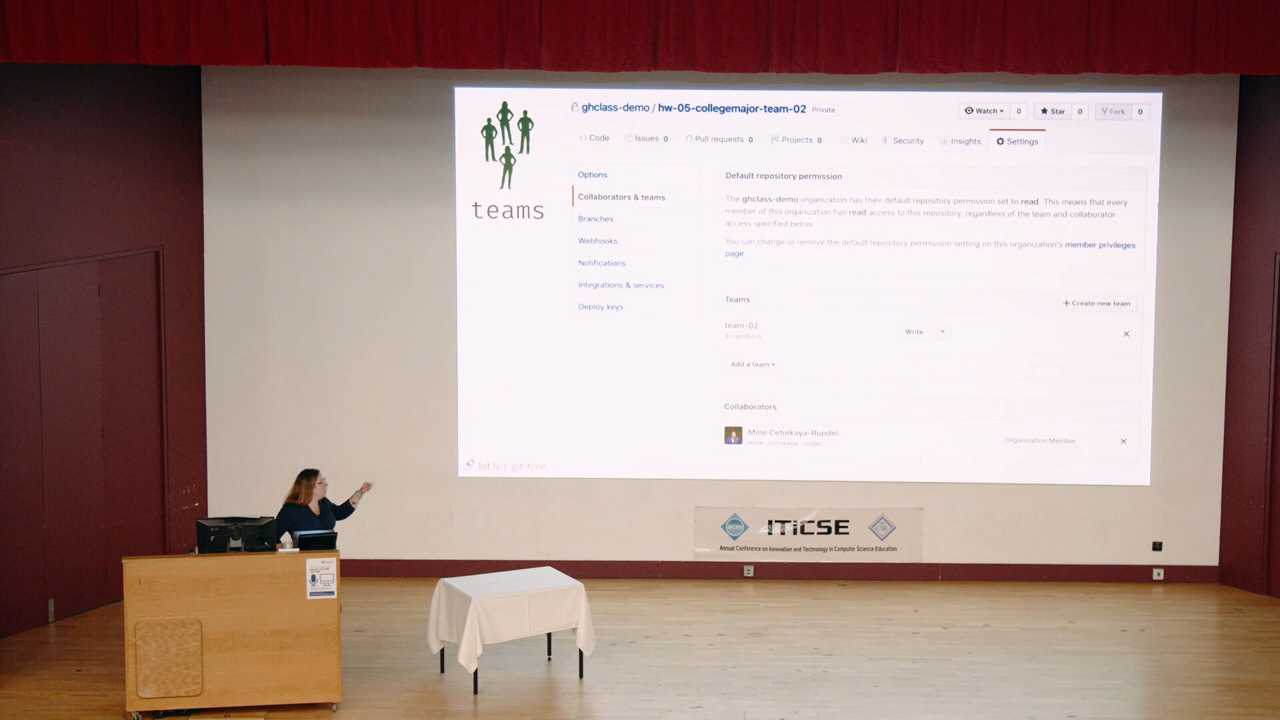 teams
ghclass-demo / hw-05-collegemajor-team-02 Private
Watch 0 Star 0 Fork 0
Code Issues 0 Pull requests 0 Projects 0 Wiki Security Insights Settings
Options
Collaborators & teams
Branches
Webhooks
Notifications
Integrations & services
Deploy keys
Default repository permission
The ghclass-demo organization has their default repository permission set to read. This means that every
member of this organization has read access to this repository, regardless of the team and collaborator
access specified below.
You can change or remove the default repository permission setting on this organization's member privileges
page
Teams
+ Create new team
team-02
Write
members
Add a team
Collaborators
Mine Cetinkaya-Rundel
mine-cetinkaya-rundel
Organization Member
bit.ly/r-git-tree
ITiCSE
Annual Conference on Innovation and Technology in Computer Science Education